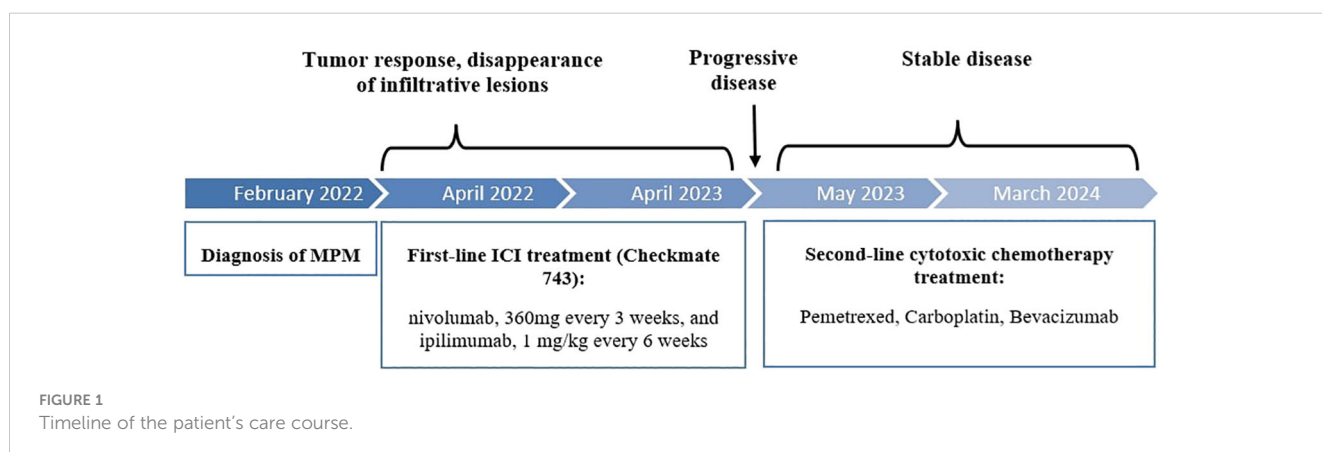 Tumor response, disappearance
of infiltrative lesions
Progressive
disease
Stable disease
February 2022
April 2022
April 2023
May 2023
March 2024
Diagnosis of MPM
First-line ICI treatment (Checkmate
743):
nivolumab, 360mg every 3 weeks, and
ipilimumab, 1 mg/kg every 6 weeks
Second-line cytotoxic chemotherapy
treatment:
Pemetrexed, Carboplatin, Bevacizumab
FIGURE 1
Timeline of the patient’s care course.